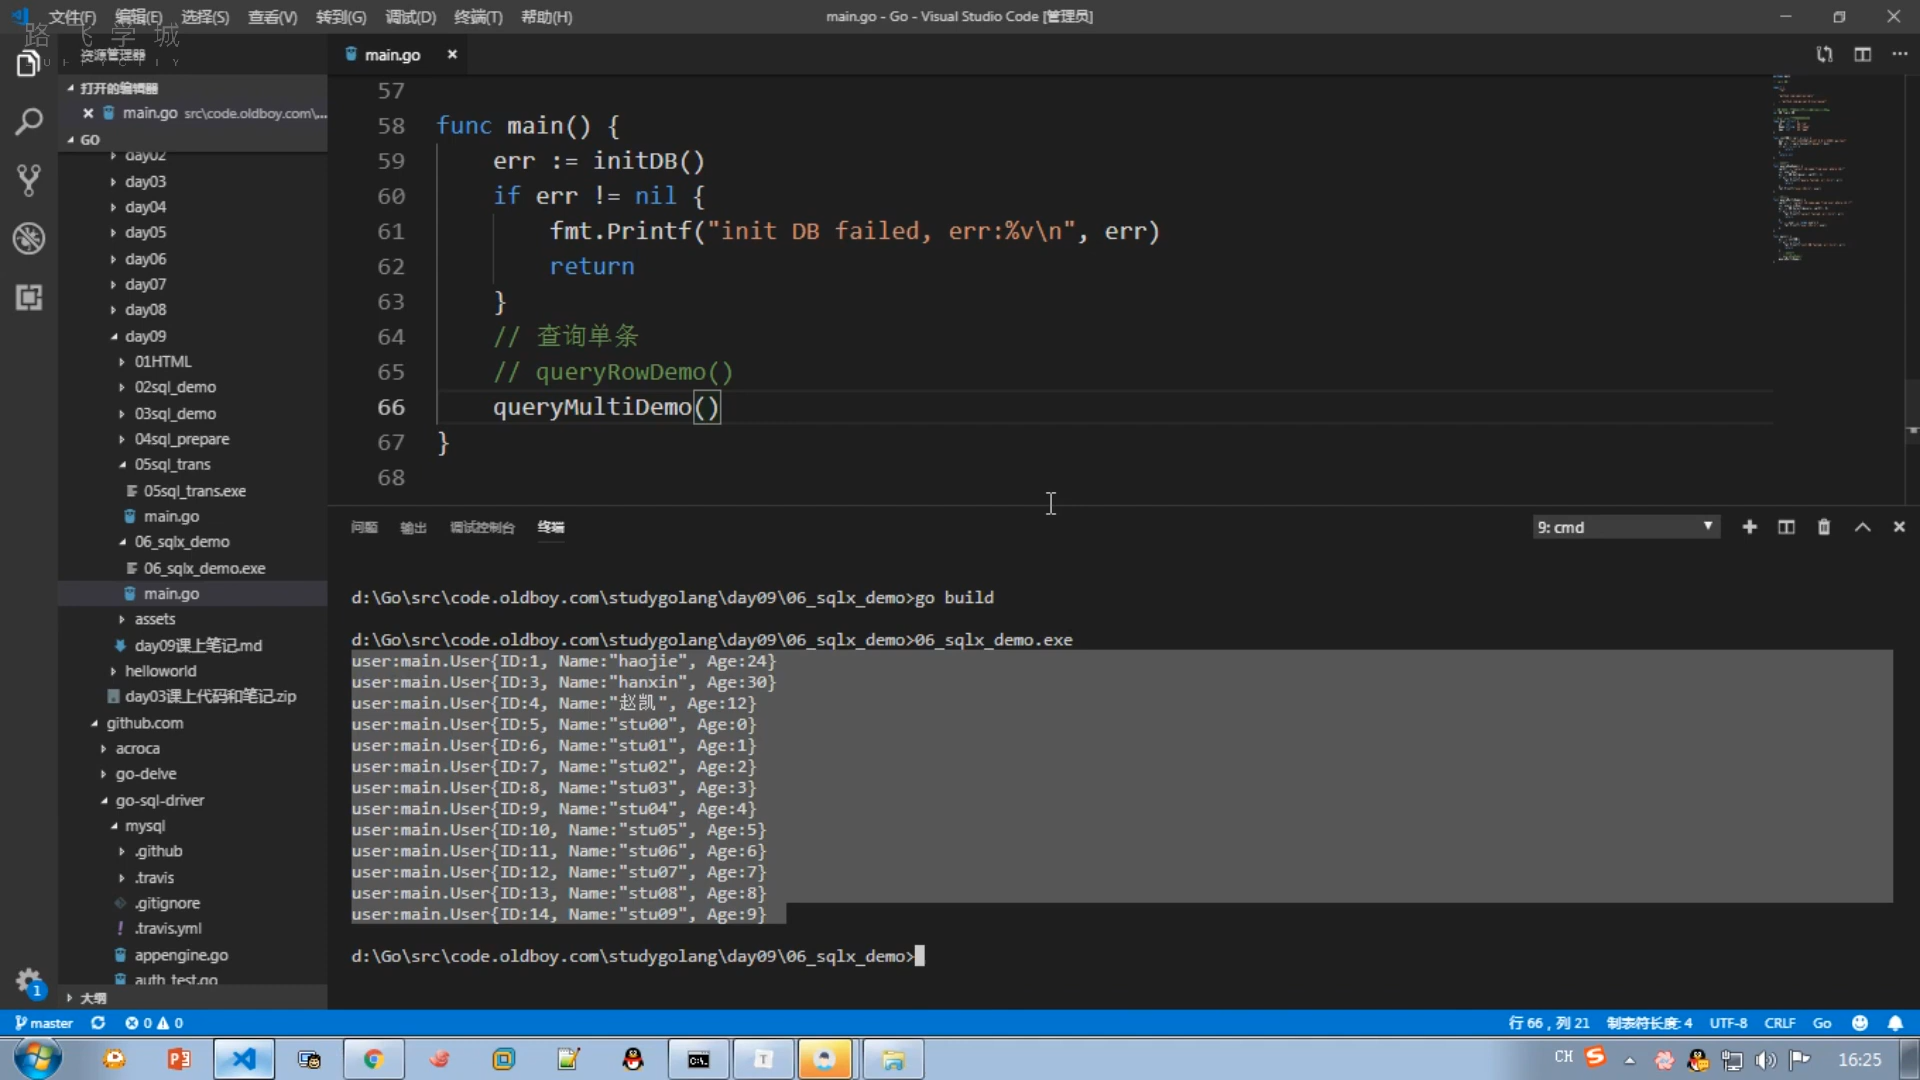 文件(F) 编辑(E) 选择(S) 查看(V) 转到(G) 调试(D) 终端(T) 帮助(H)
main.go - Go - Visual Studio Code [管理员]
路飞学城
资源管理器
打开的编辑器
main.go src\code.oldboy.com\...
GO
day02
day03
day04
day05
day06
day07
day08
day09
01HTML
02sql_demo
03sql_demo
04sql_prepare
05sql_trans
05sql_trans.exe
main.go
06_sqlx_demo
06_sqlx_demo.exe
main.go
assets
day09课上笔记.md
helloworld
day03课上代码和笔记.zip
github.com
acroca
go-delve
go-sql-driver
mysql
.github
.travis
.gitignore
.travis.yml
appengine.go
auth_test.go
大纲
main.go
57
58 func main() {
59 err := initDB()
60 if err != nil {
61 fmt.Printf("init DB failed, err:%v\n", err)
62 return
63 }
64 // 查询单条
65 // queryRowDemo()
66 queryMultiDemo()
67 }
68
问题 输出 调试控制台 终端
9: cmd
d:\Go\src\code.oldboy.com\studygolang\day09\06_sqlx_demo>go build
d:\Go\src\code.oldboy.com\studygolang\day09\06_sqlx_demo>06_sqlx_demo.exe
user:main.User{ID:1, Name:"haojie", Age:24}
user:main.User{ID:3, Name:"hanxin", Age:30}
user:main.User{ID:4, Name:"赵凯", Age:12}
user:main.User{ID:5, Name:"stu00", Age:0}
user:main.User{ID:6, Name:"stu01", Age:1}
user:main.User{ID:7, Name:"stu02", Age:2}
user:main.User{ID:8, Name:"stu03", Age:3}
user:main.User{ID:9, Name:"stu04", Age:4}
user:main.User{ID:10, Name:"stu05", Age:5}
user:main.User{ID:11, Name:"stu06", Age:6}
user:main.User{ID:12, Name:"stu07", Age:7}
user:main.User{ID:13, Name:"stu08", Age:8}
user:main.User{ID:14, Name:"stu09", Age:9}
d:\Go\src\code.oldboy.com\studygolang\day09\06_sqlx_demo>
1
master 0 0
行 66，列 21 制表符长度: 4 UTF-8 CRLF Go
CH
16:25